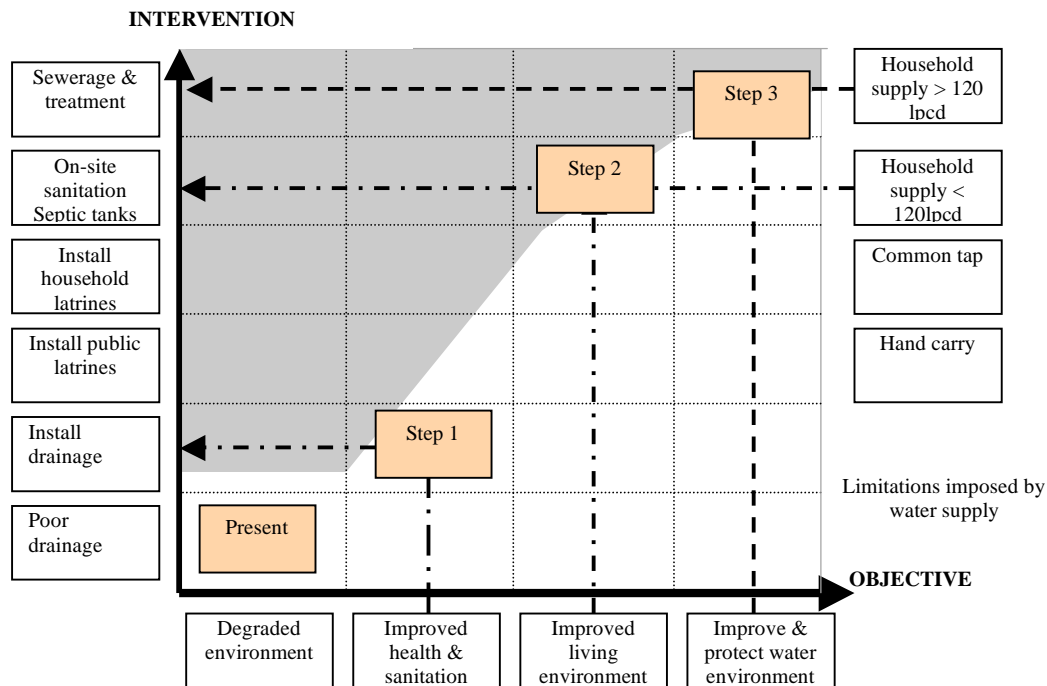 INTERVENTION
Sewerage &
treatment
Step 3
Household
supply > 120
lpcd
On-site
sanitation
Septic tanks
Step 2
Household
supply <
120lpcd
Install
household
latrines
Common tap
Install public
latrines
Hand carry
Install
drainage
Step 1
Limitations imposed by
water supply
Poor
drainage
Present
OBJECTIVE
Degraded
environment
Improved
health &
sanitation
Improved
living
environment
Improve &
protect water
environment